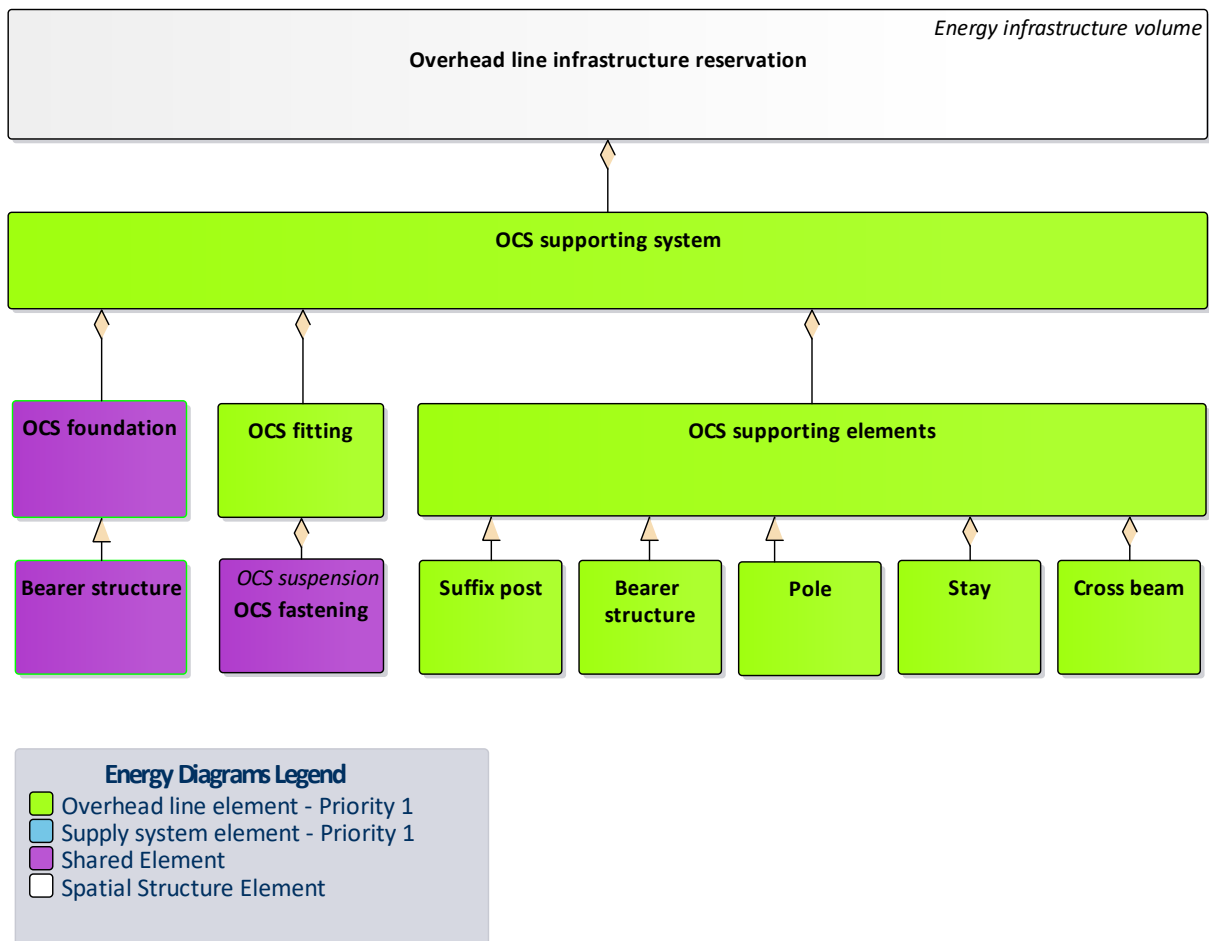 Energy infrastructure volume
Overhead line infrastructure reservation
OCS supporting system
OCS foundation
OCS fitting
OCS supporting elements
Bearer structure
OCS suspension
OCS fastening
Suffix post
Bearer
structure
Pole
Stay
Cross beam
Energy Diagrams Legend
Overhead line element - Priority 1
Supply system element - Priority 1
Shared Element
Spatial Structure Element